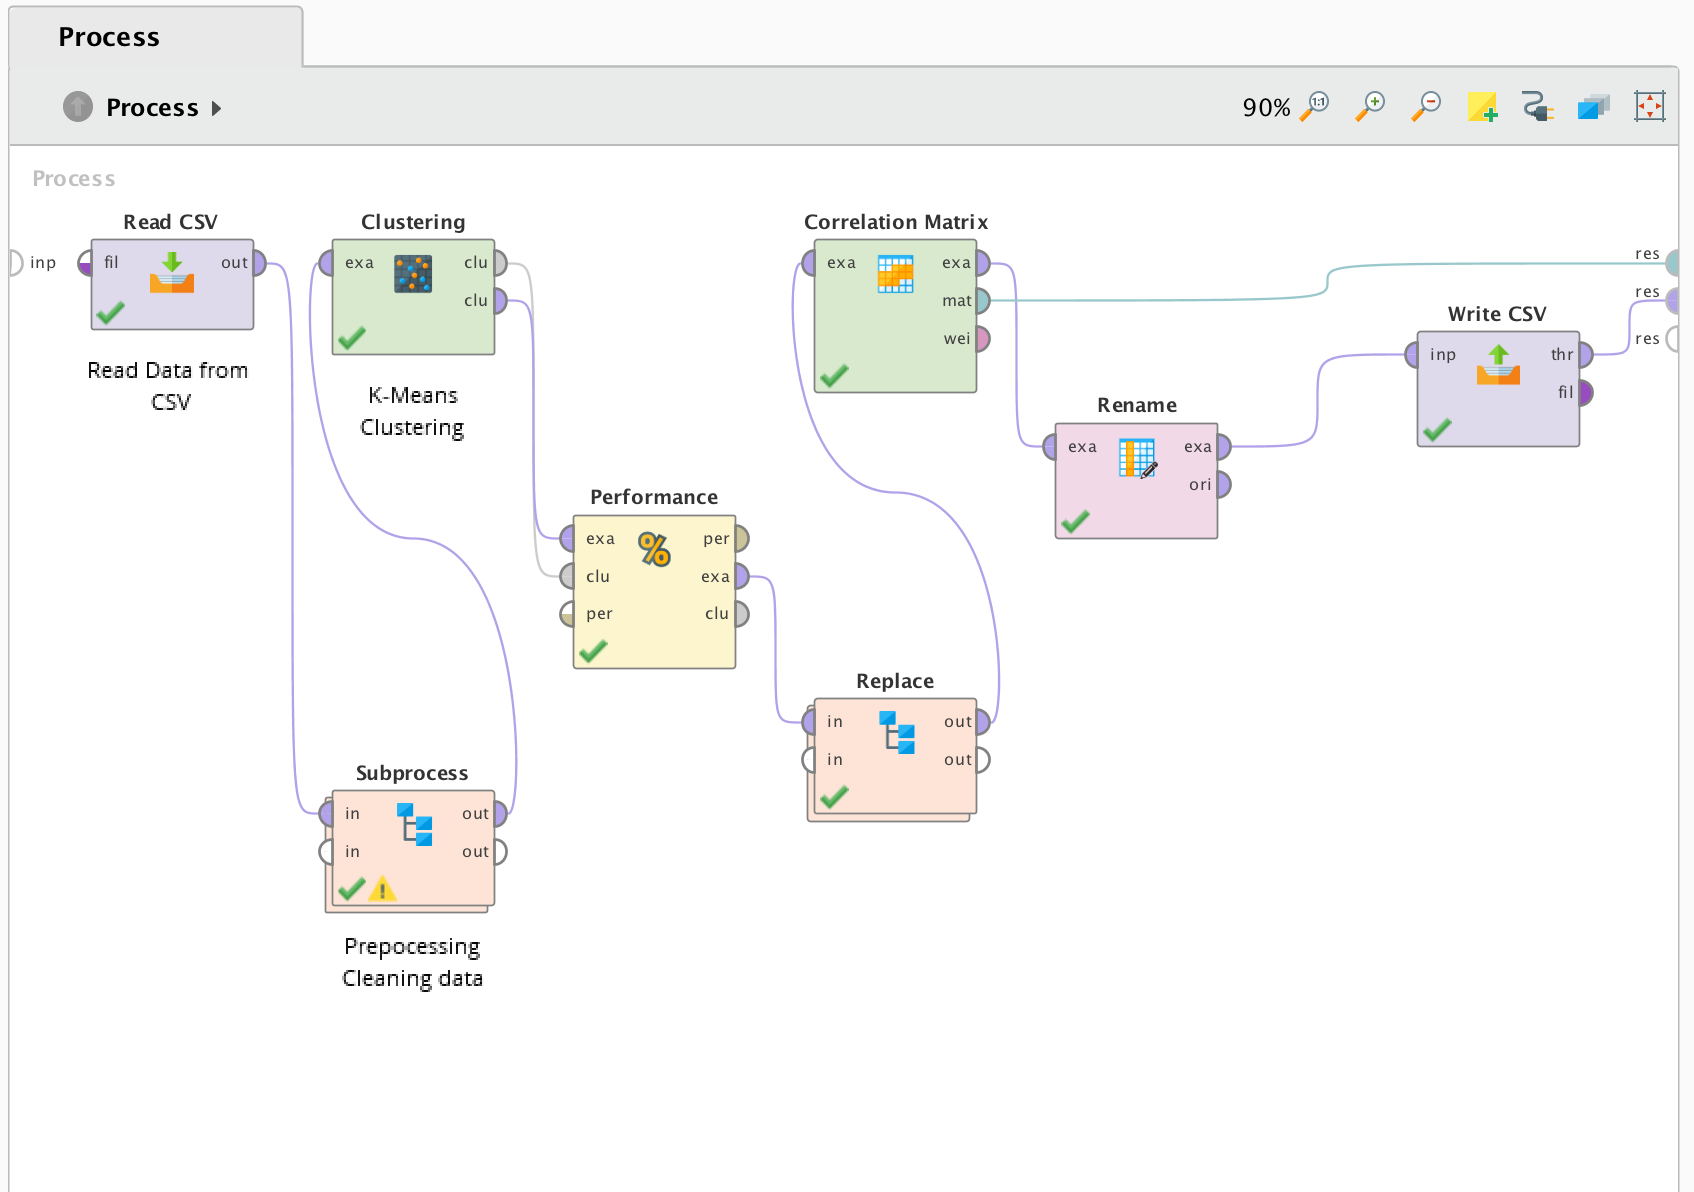 Process
Process
90%
1:1
Process
inp
Read CSV
fil
out
Read Data from
CSV
Clustering
exa
clu
clu
K-Means
Clustering
Correlation Matrix
exa
exa
mat
wei
res
res
res
Write CSV
inp
thr
fil
Rename
exa
exa
ori
Performance
exa
per
clu
exa
per
clu
%
Replace
in
out
in
out
Subprocess
in
out
in
out
Prepocessing
Cleaning data